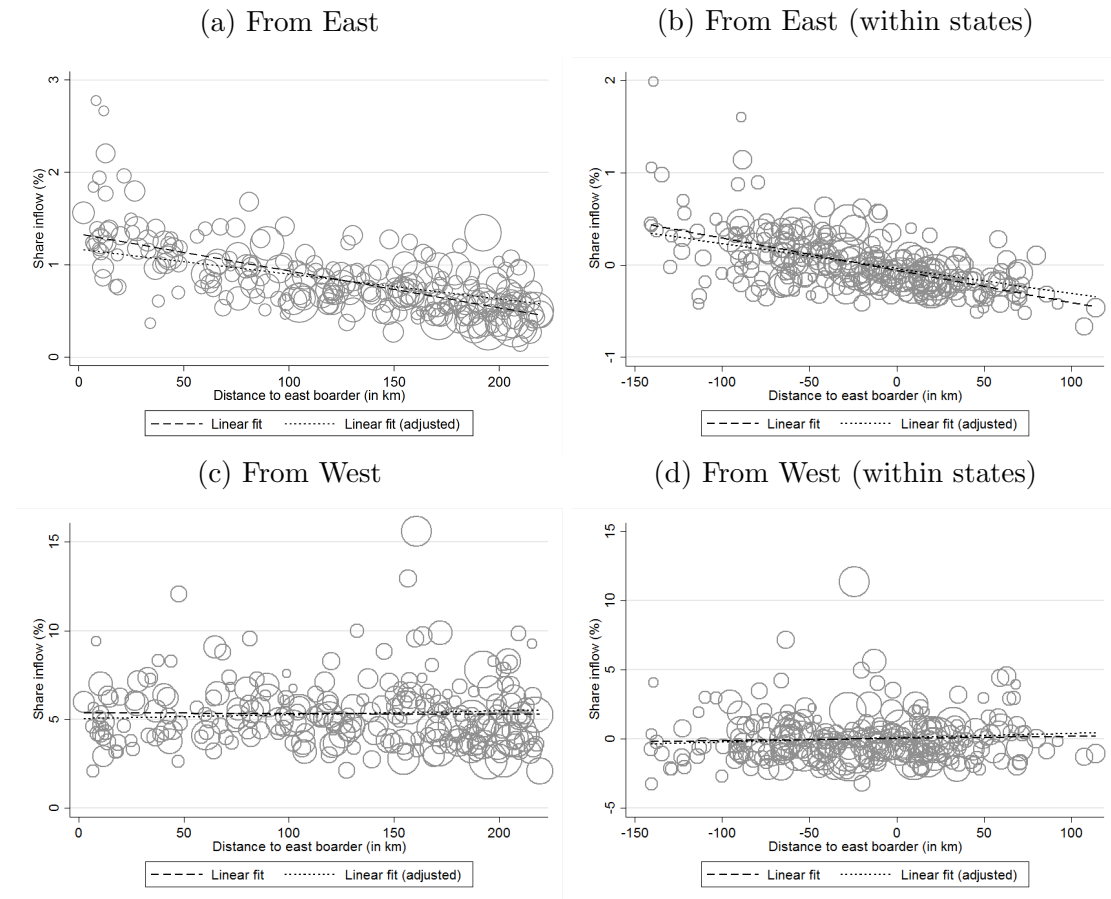 (a) From East
Share inflow (%)
3
2
1
0
0 50 100 150 200
Distance to east boarder (in km)
Linear fit Linear fit (adjusted)
(b) From East (within states)
Share inflow (%)
2
1
0
-1
-150 -100 -50 0 50 100
Distance to east boarder (in km)
Linear fit Linear fit (adjusted)
(c) From West
Share inflow (%)
15
10
5
0
0 50 100 150 200
Distance to east boarder (in km)
Linear fit Linear fit (adjusted)
(d) From West (within states)
Share inflow (%)
15
10
5
0
-5
-150 -100 -50 0 50 100
Distance to east boarder (in km)
Linear fit Linear fit (adjusted)